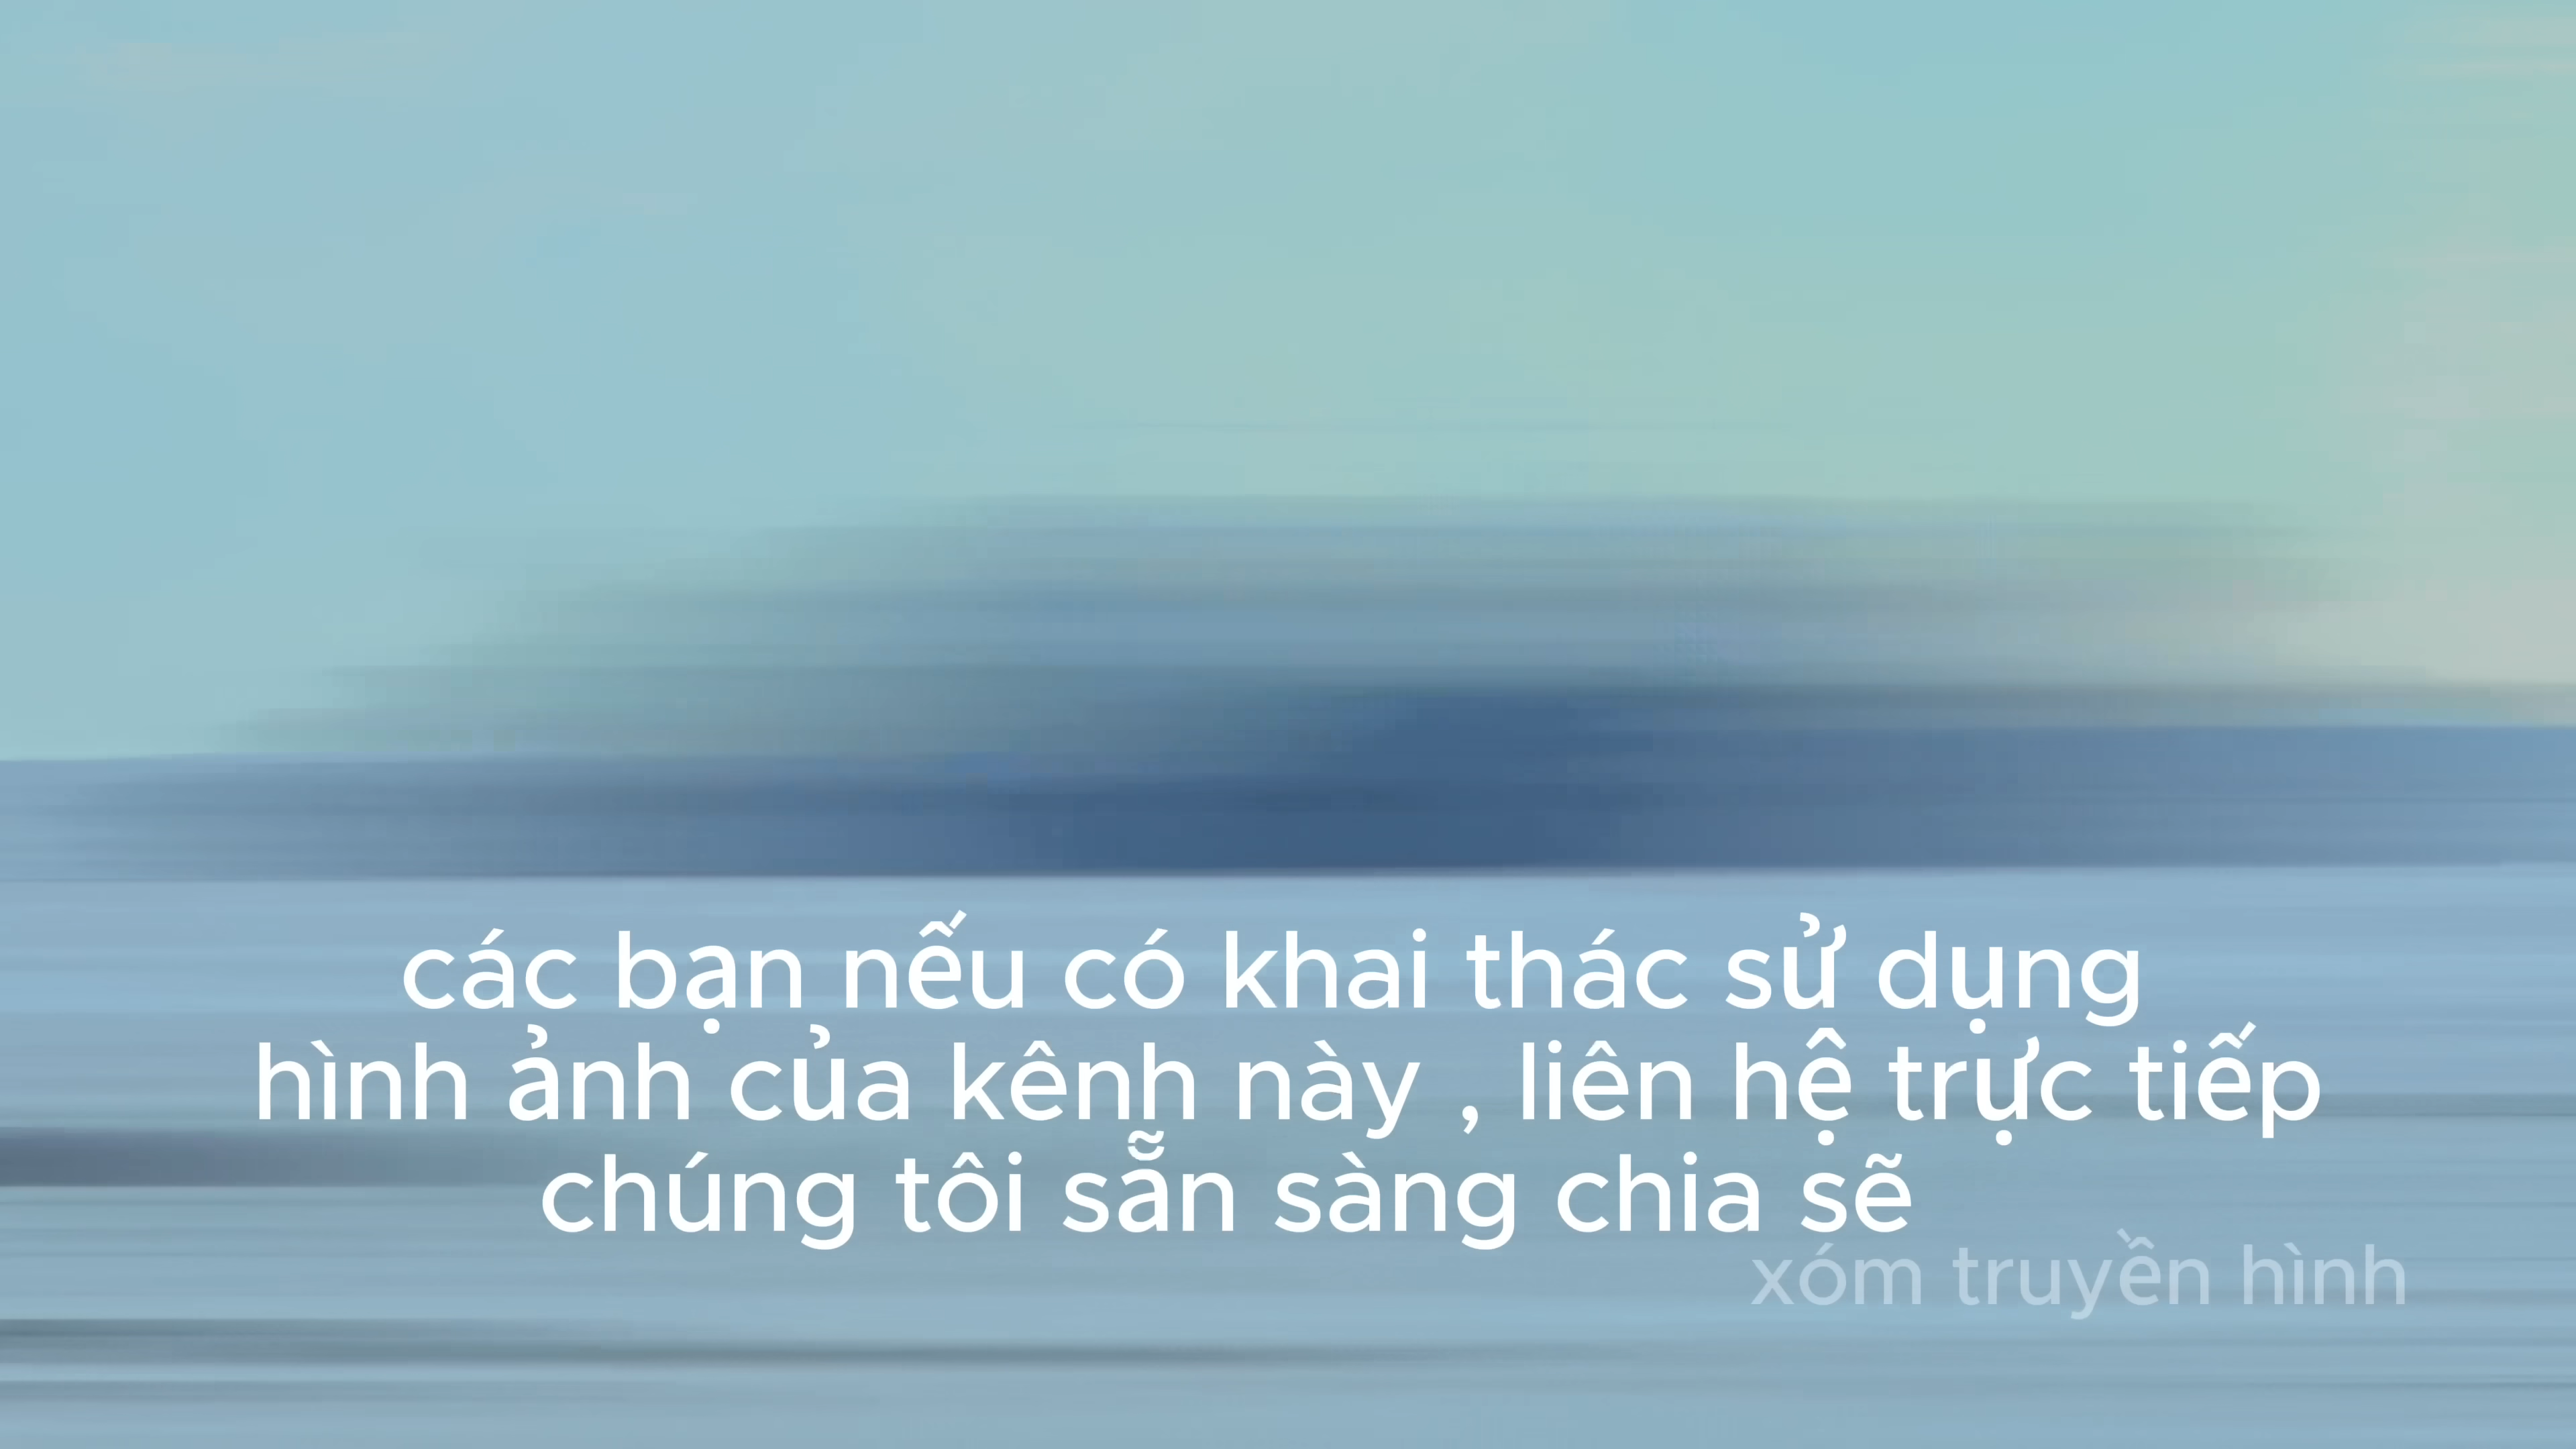 các bạn nếu có khai thác sử dụng
hình ảnh của kênh này , liên hệ trực tiếp
chúng tôi sẵn sàng chia sẽ
xóm truyền hình